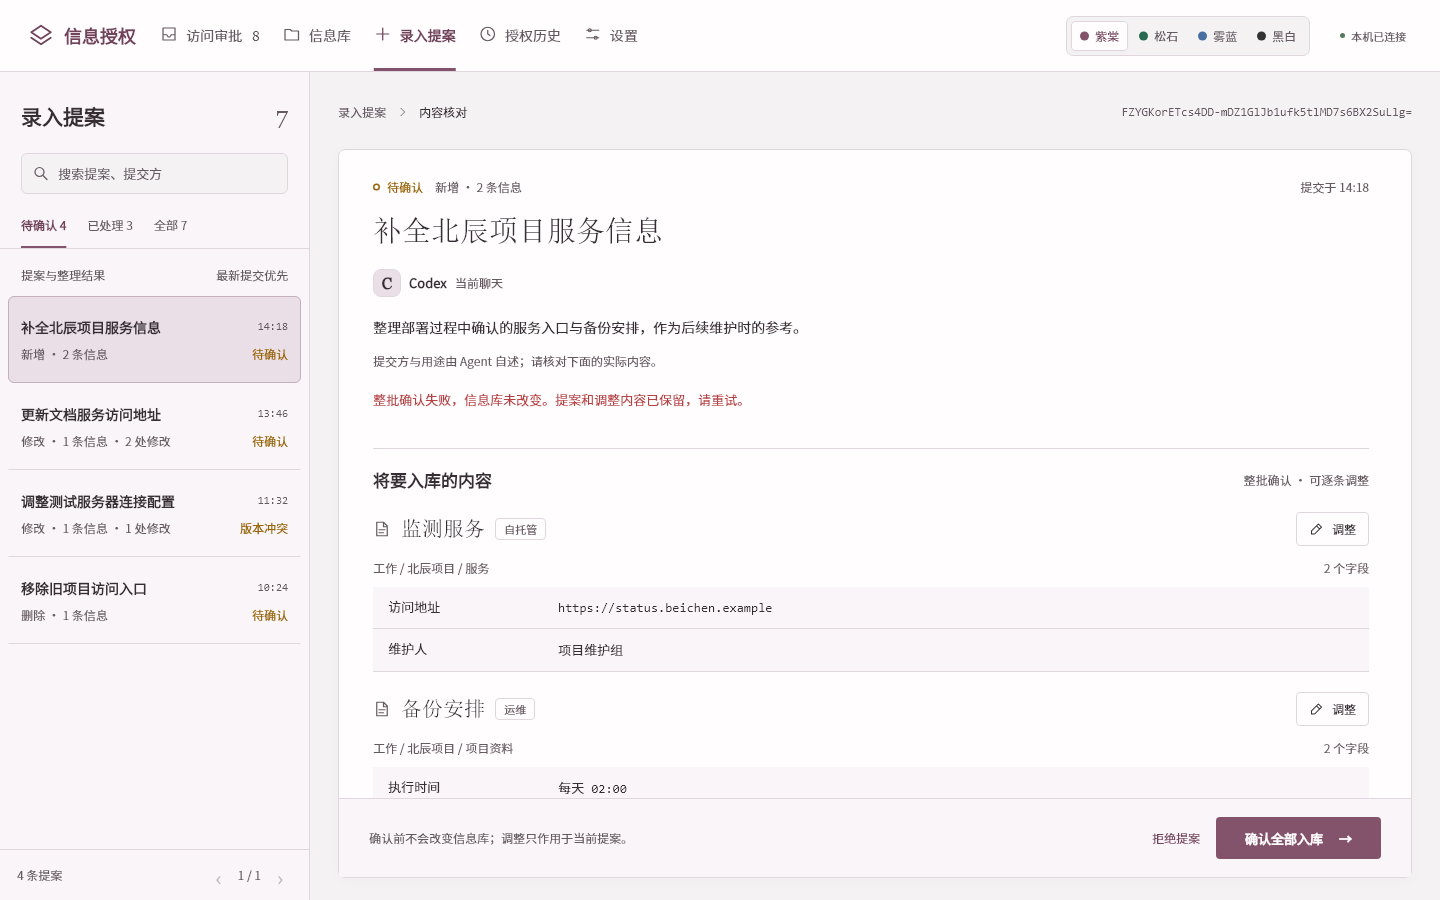 信息授权
访问审批 8
信息库
录入提案
授权历史
设置
紫棠
松石
雾蓝
黑白
本机已连接
录入提案
7
搜索提案、提交方
待确认 4
已处理 3
全部 7
提案与整理结果
最新提交优先
补全北辰项目服务信息
14:18
新增 · 2 条信息
待确认
更新文档服务访问地址
13:46
修改 · 1 条信息 · 2 处修改
待确认
调整测试服务器连接配置
11:32
修改 · 1 条信息 · 1 处修改
版本冲突
移除旧项目访问入口
10:24
删除 · 1 条信息
待确认
4 条提案
1 / 1
录入提案 > 内容核对
FZYGKorETcs4DD-mDZ1GlJb1ufk5tlMD7s6BX2SuLlg=
待确认 新增 · 2 条信息
提交于 14:18
补全北辰项目服务信息
C Codex 当前聊天
整理部署过程中确认的服务入口与备份安排，作为后续维护时的参考。
提交方与用途由 Agent 自述；请核对下面的实际内容。
整批确认失败，信息库未改变。提案和调整内容已保留，请重试。
将要入库的内容
整批确认 · 可逐条调整
监测服务 自托管
调整
工作 / 北辰项目 / 服务
2 个字段
访问地址 https://status.beichen.example
维护人 项目维护组
备份安排 运维
调整
工作 / 北辰项目 / 项目资料
2 个字段
执行时间 每天 02:00
确认前不会改变信息库；调整只作用于当前提案。
拒绝提案
确认全部入库 →